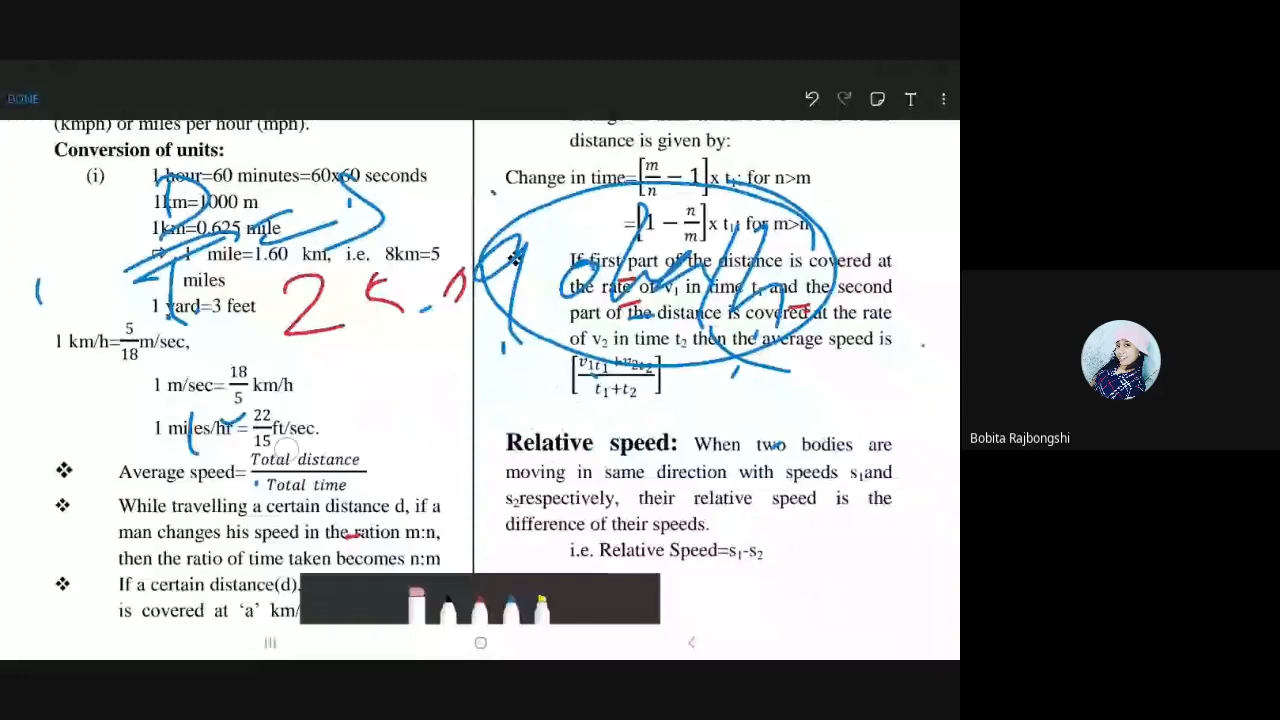 DONE
T
(kmph) or miles per hour (mph).
Conversion of units:
(i) 1 hour=60 minutes=60x60 seconds
1km=1000 m
1km=0.625 mile
⇒ 1 mile=1.60 km, i.e. 8km=5
miles
1 yard=3 feet
1 km/h=5/18 m/sec,
1 m/sec= 18/5 km/h
1 miles/hr = 22/15 ft/sec.
❖ Average speed= Total distance / Total time
❖ While travelling a certain distance d, if a
man changes his speed in the ration m:n,
then the ratio of time taken becomes n:m
❖ If a certain distance(d),
is covered at ‘a’ km/
D
T
2
distance is given by:
Change in time=[m/n − 1]x t₁; for n>m
=[1 − n/m]x t₁; for m>n
❖ If first part of the distance is covered at
the rate of v₁ in time t₁ and the second
part of the distance is covered at the rate
of v₂ in time t₂ then the average speed is
[v₁t₁+v₂t₂ / t₁+t₂]
Relative speed: When two bodies are
moving in same direction with speeds s₁and
s₂respectively, their relative speed is the
difference of their speeds.
i.e. Relative Speed=s₁-s₂
Bobita Rajbongshi